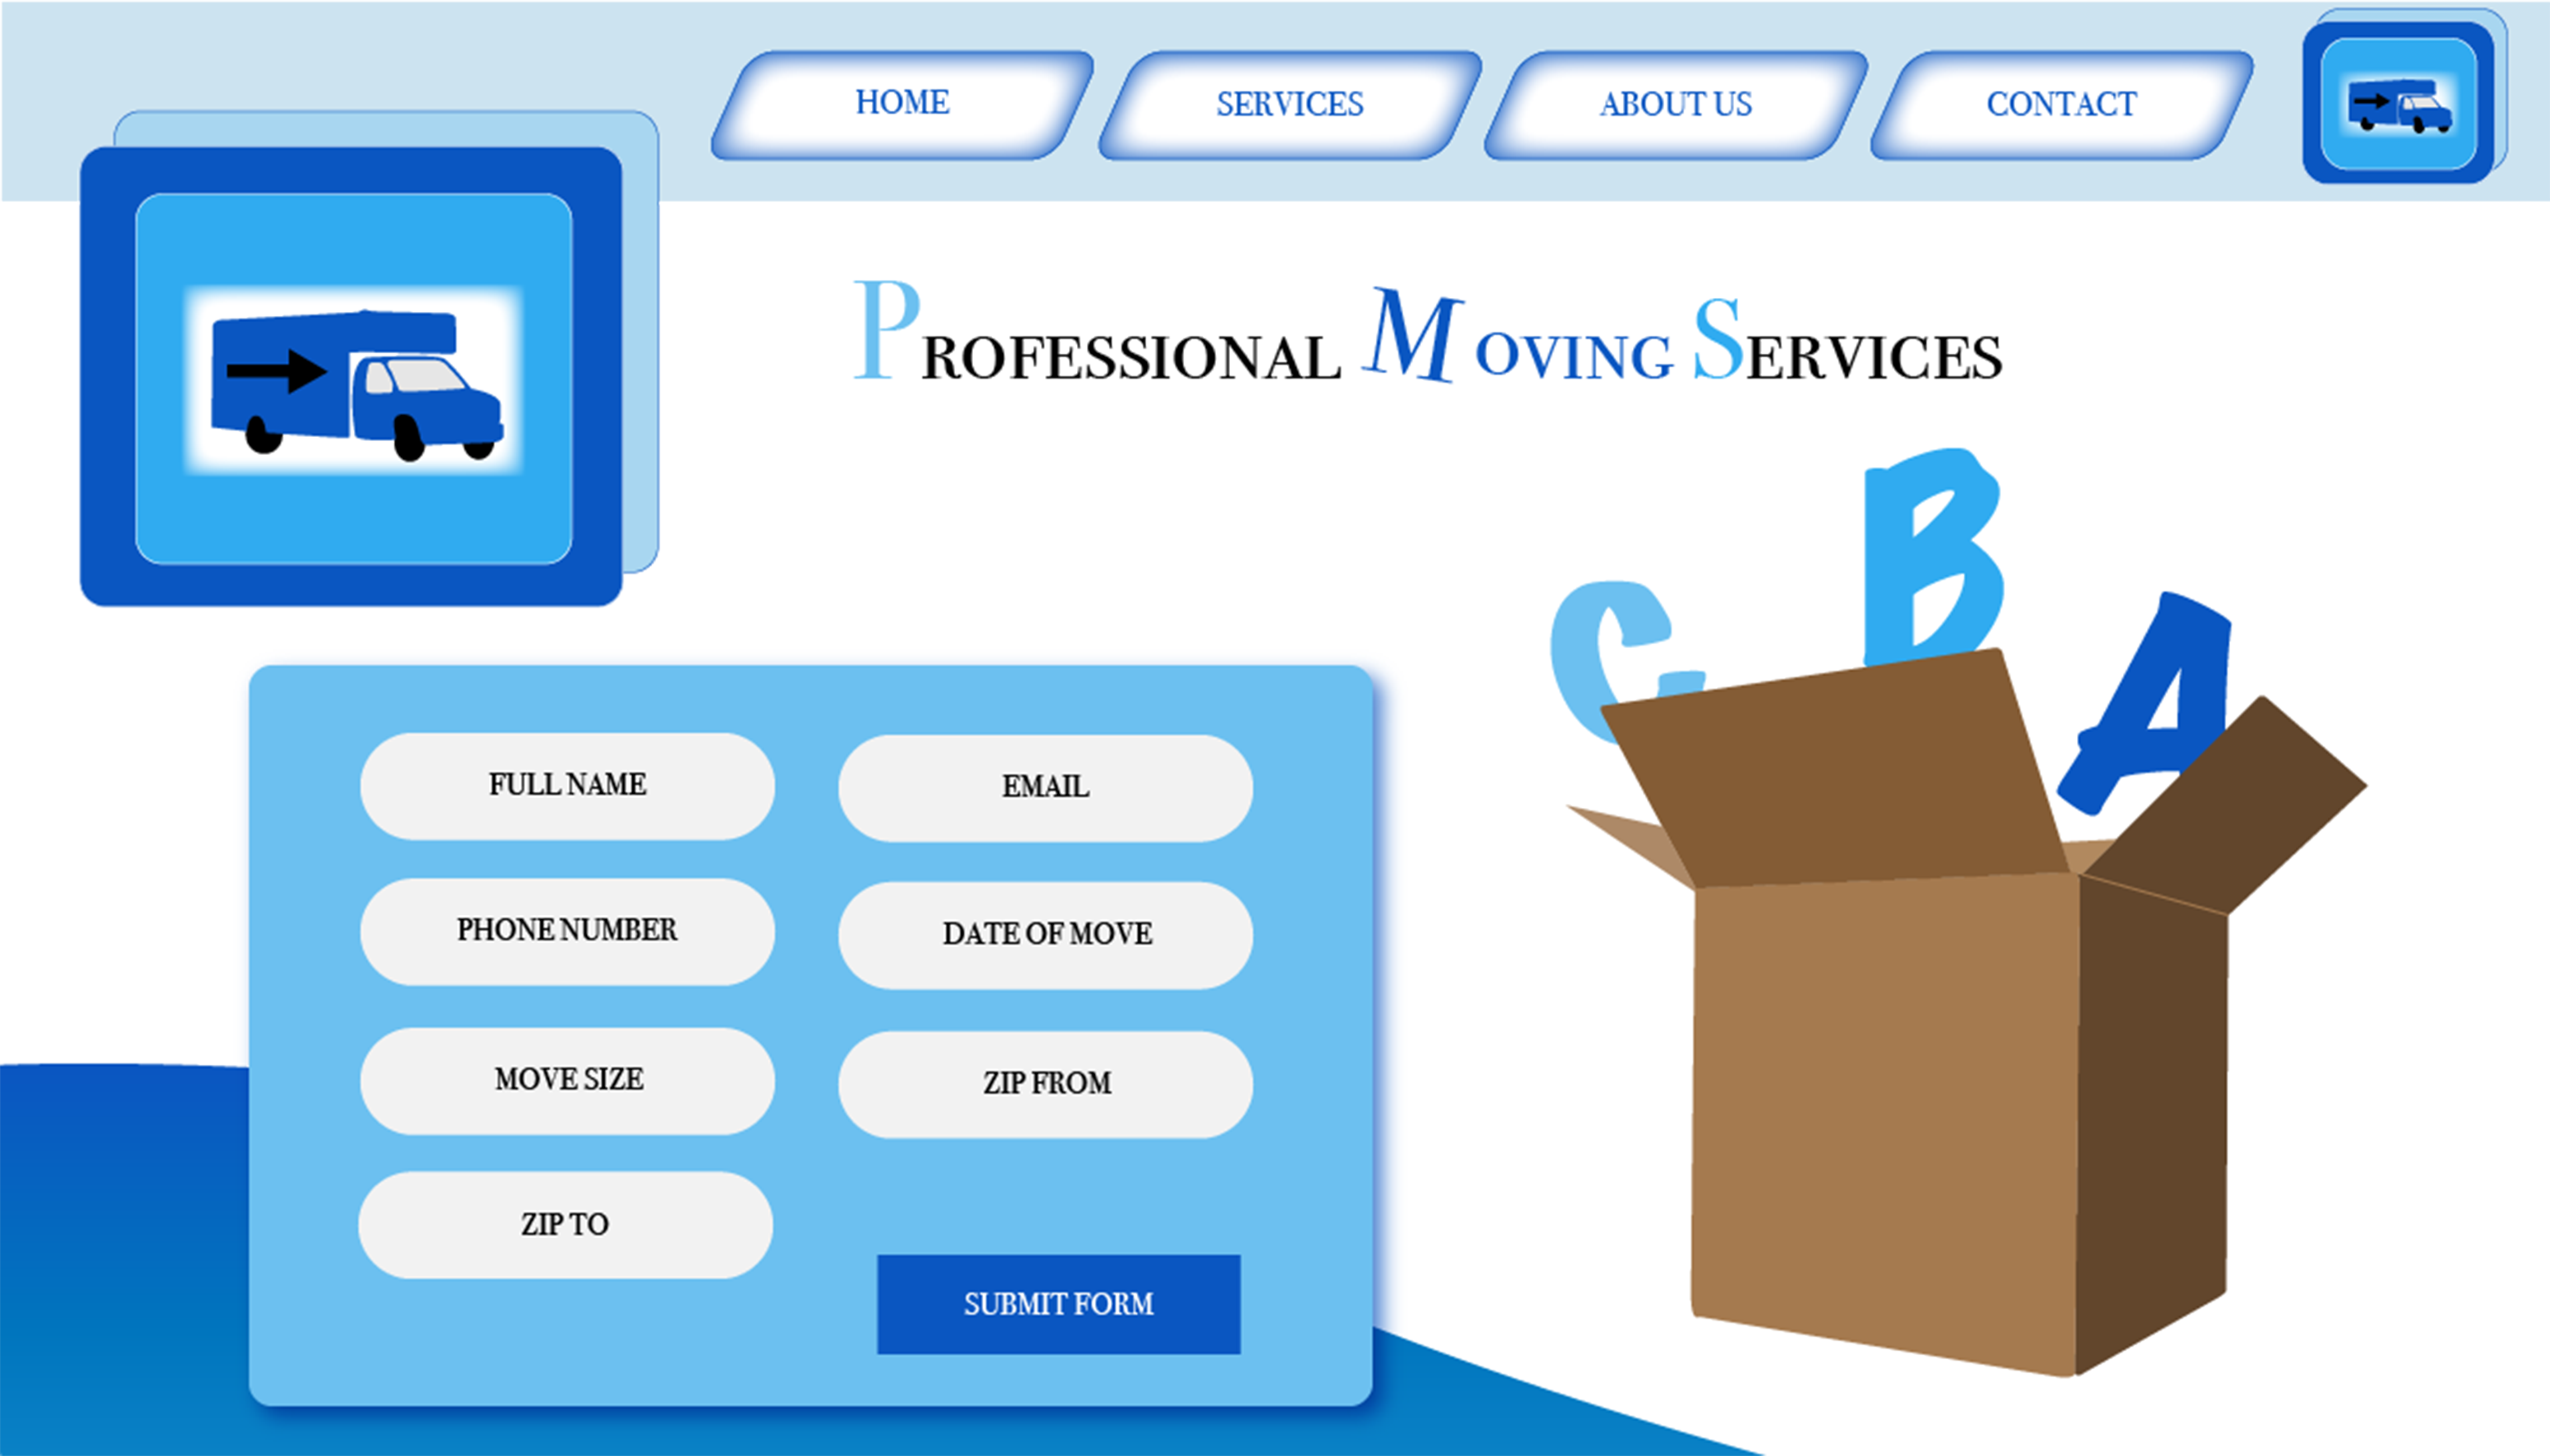 HOME
SERVICES
ABOUT US
CONTACT
PROFESSIONAL MOVING SERVICES
C
B
A
FULL NAME
EMAIL
PHONE NUMBER
DATE OF MOVE
MOVE SIZE
ZIP FROM
ZIP TO
SUBMIT FORM